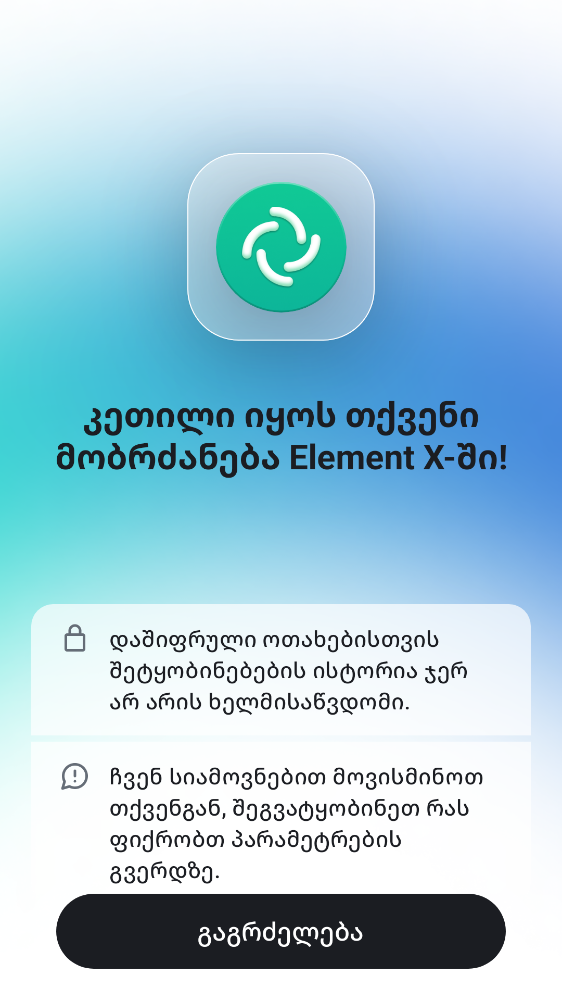 კეთილი იყოს თქვენი
მობრძანება Element X-ში!
დაშიფრული ოთახებისთვის
შეტყობინებების ისტორია ჯერ
არ არის ხელმისაწვდომი.
ჩვენ სიამოვნებით მოვისმინოთ
თქვენგან, შეგვატყობინეთ რას
ფიქრობთ პარამეტრების
გვერდზე.
გაგრძელება